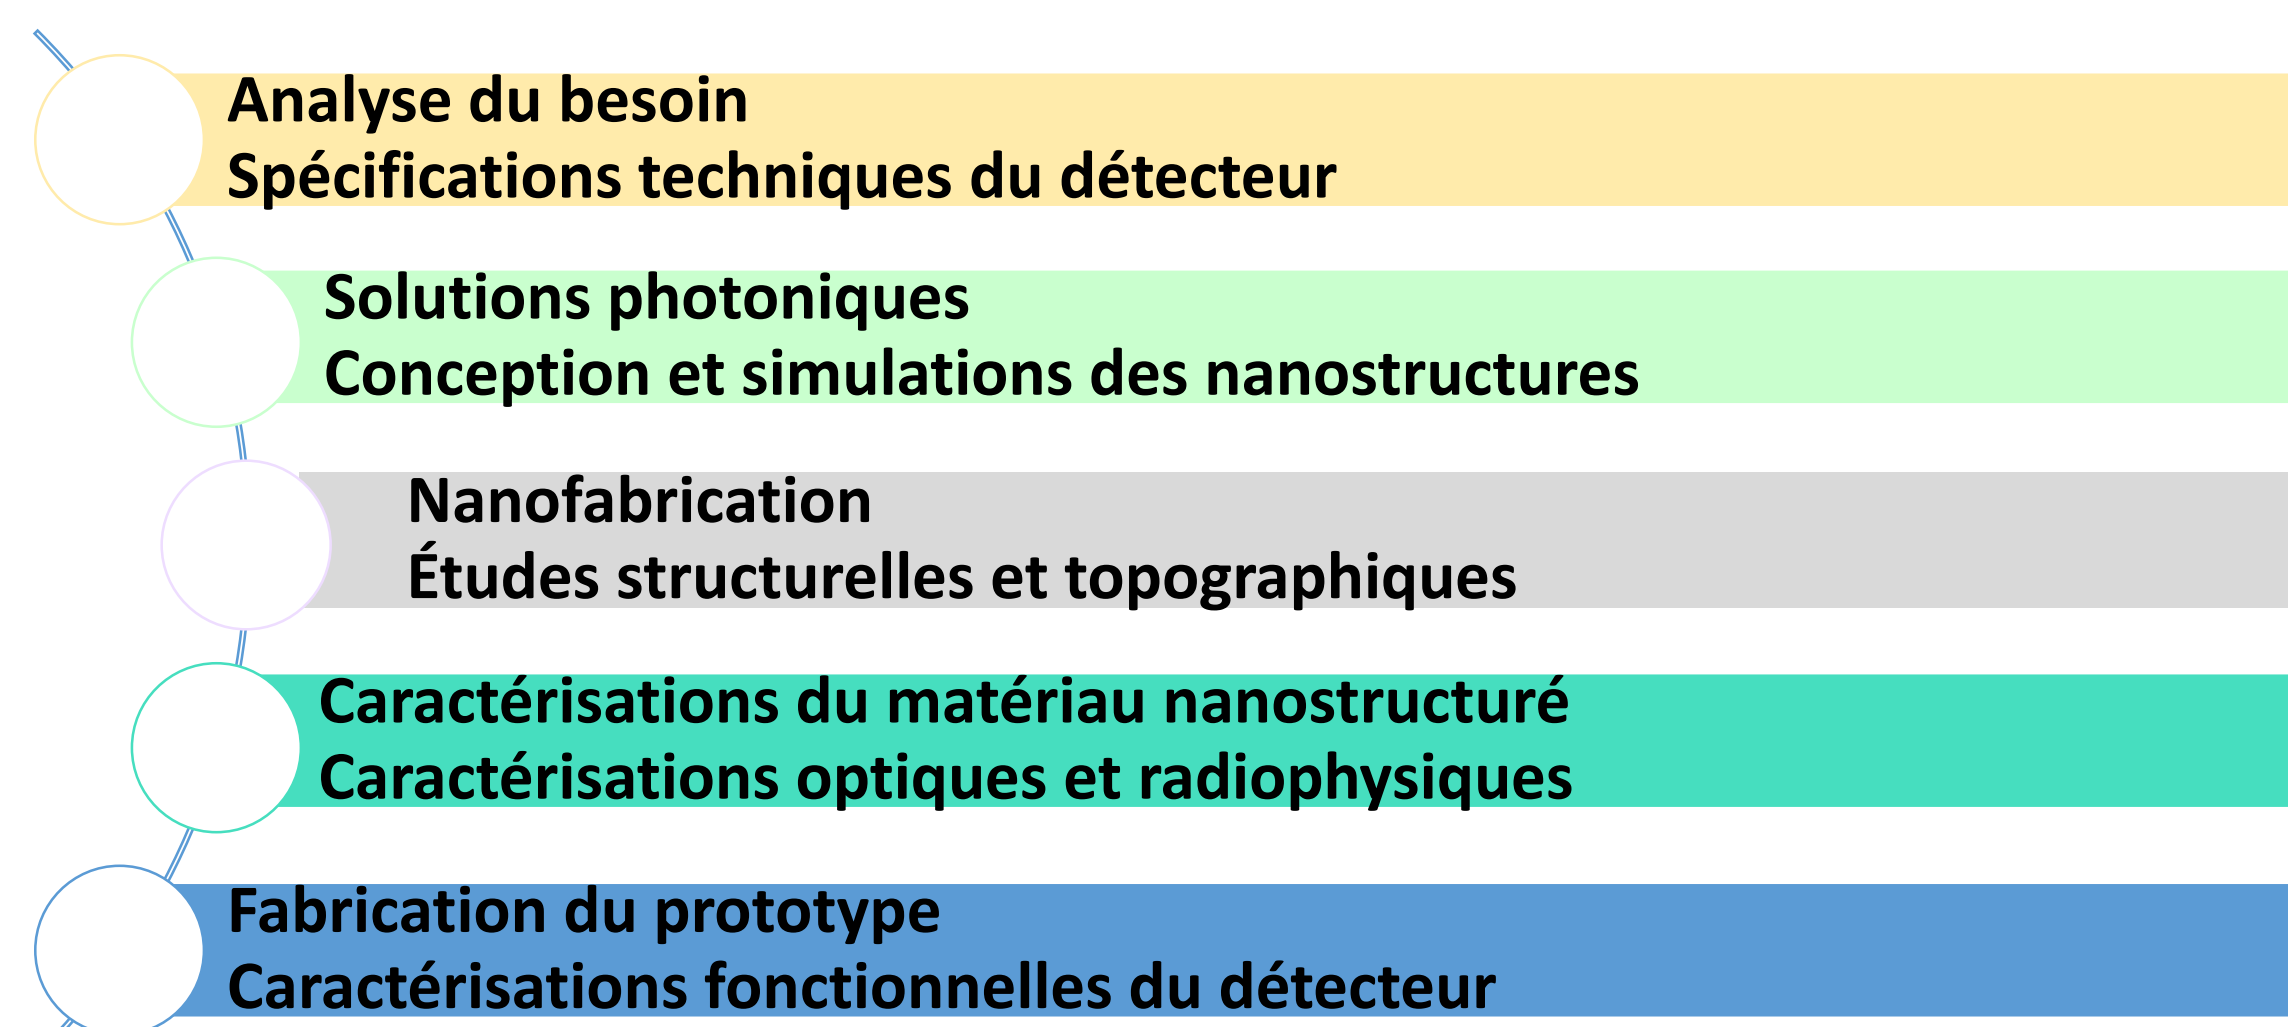 Analyse du besoin
Spécifications techniques du détecteur
Solutions photoniques
Conception et simulations des nanostructures
Nanofabrication
Études structurelles et topographiques
Caractérisations du matériau nanostructuré
Caractérisations optiques et radiophysiques
Fabrication du prototype
Caractérisations fonctionnelles du détecteur